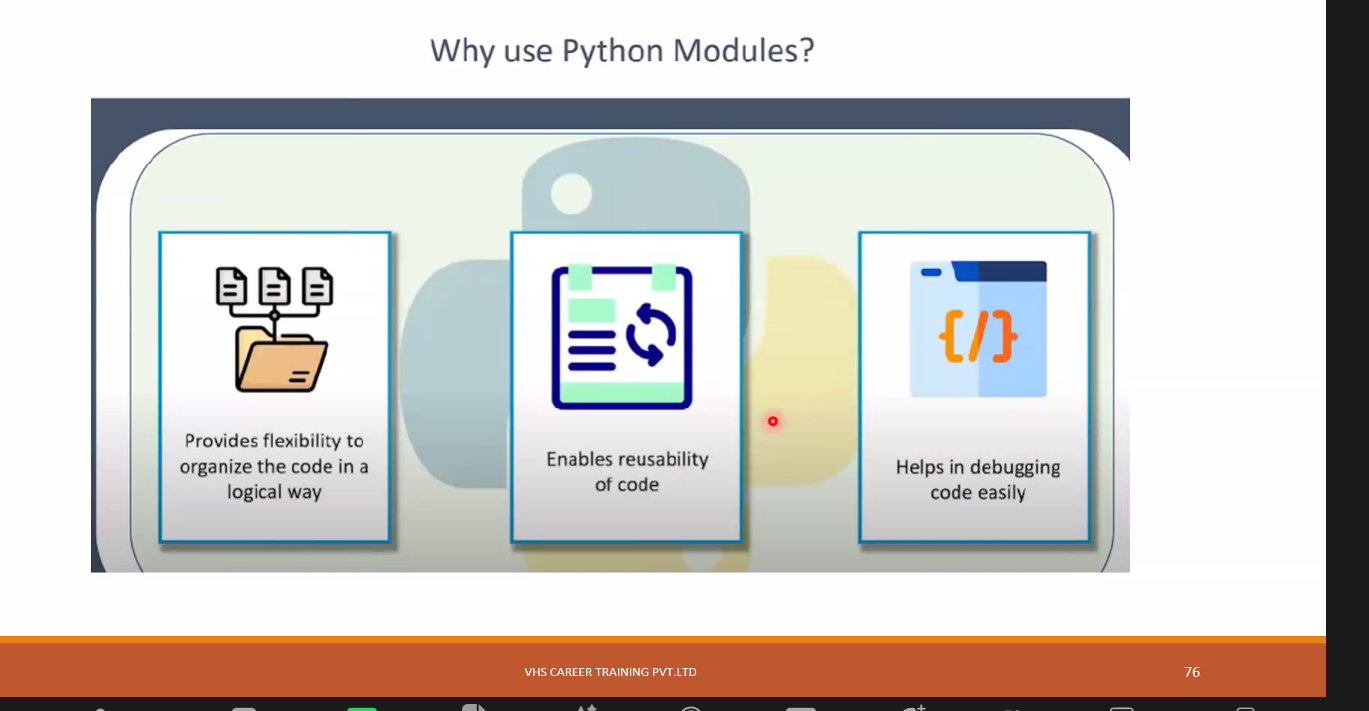 Why use Python Modules?
Provides flexibility to
organize the code in a
logical way
Enables reusability
of code
{/}
Helps in debugging
code easily
VHS CAREER TRAINING PVT.LTD
76